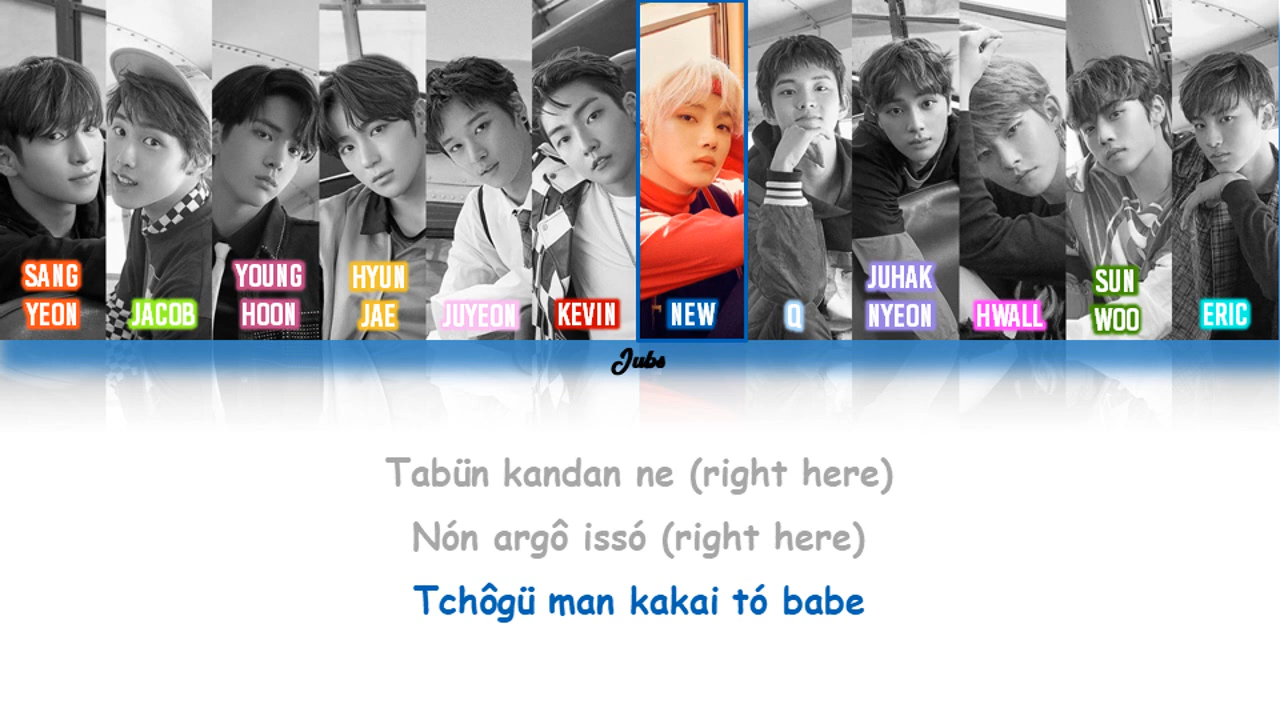 SANG
YEON
JACOB
YOUNG
HOON
HYUN
JAE
JUYEON
KEVIN
NEW
Q
JUHAK
NYEON
HWALL
SUN
WOO
ERIC
Jubs
Tabün kandan ne (right here)
Nón argô issó (right here)
Tchôgü man kakai tó babe